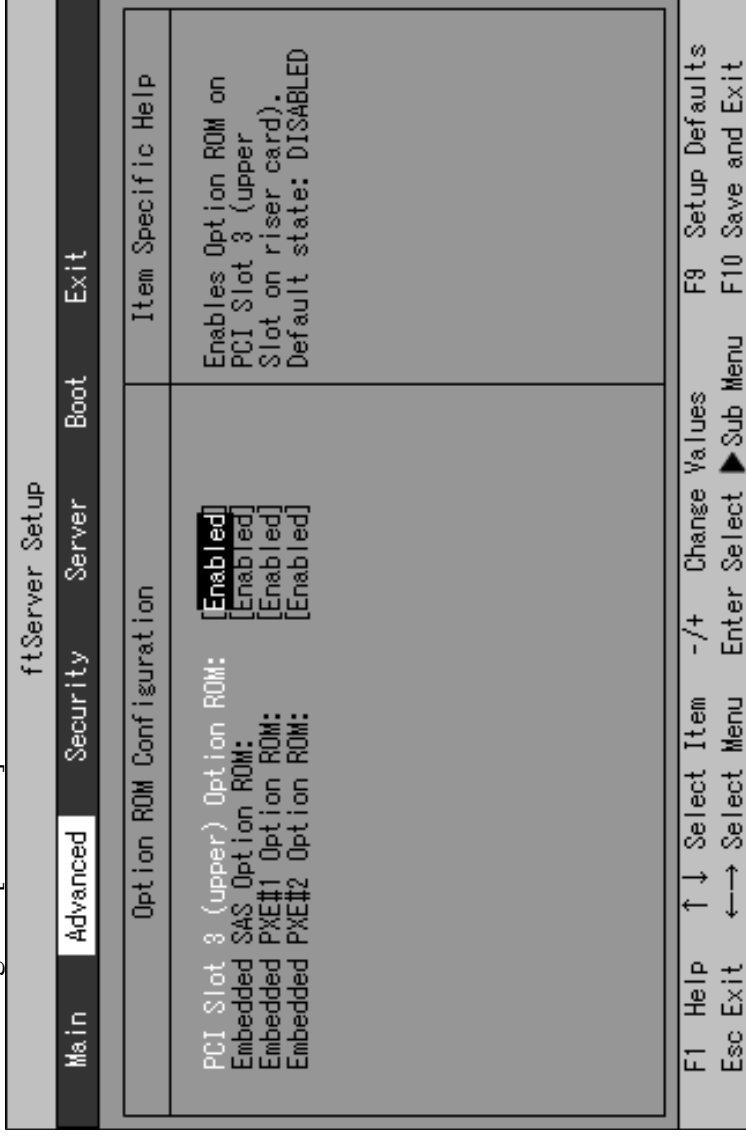 ftServer Setup
Main Advanced Security Server Boot Exit
Option ROM Configuration
Item Specific Help
PCI Slot 3 (upper) Option ROM: [Enabled]
Embedded SAS Option ROM: [Enabled]
Embedded PXE#1 Option ROM: [Enabled]
Embedded PXE#2 Option ROM: [Enabled]
Enables Option ROM on
PCI Slot 3 (upper
Slot on riser card).
Default state: DISABLED
F1 Help ↑↓ Select Item -/+ Change Values F9 Setup Defaults
Esc Exit ←→ Select Menu Enter Select ▶Sub Menu F10 Save and Exit